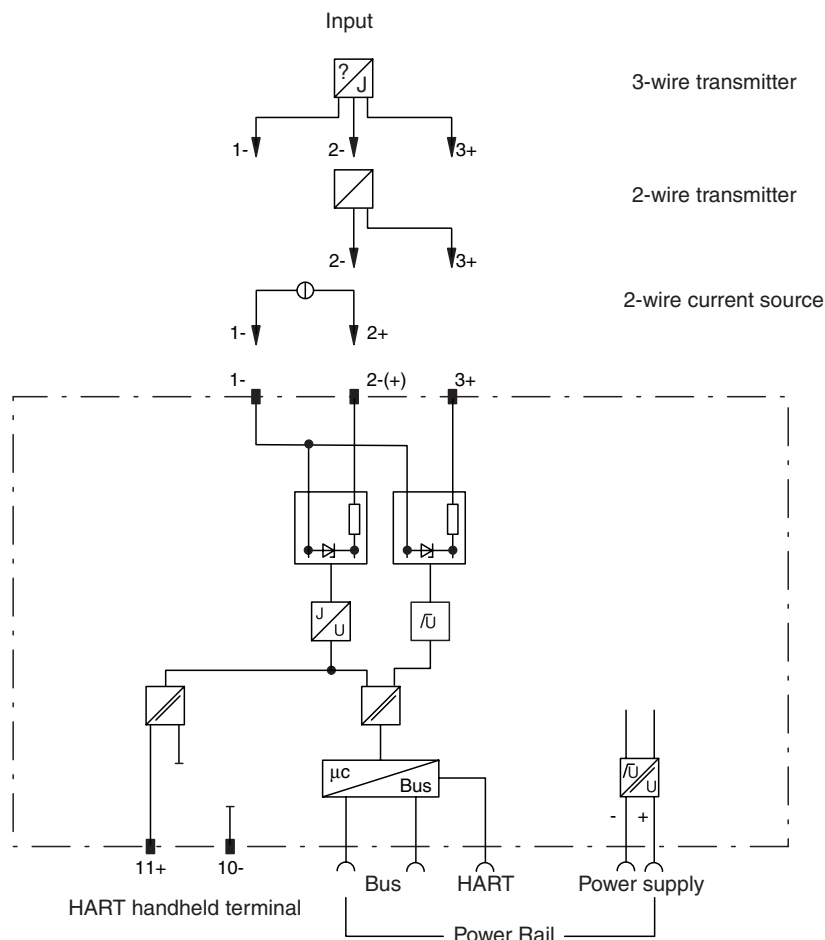 Input
?
J
3-wire transmitter
1-
2-
3+
2-wire transmitter
2-
3+
2-wire current source
1-
2+
1-
2-(+)
3+
J
U
/Ū
µc
Bus
/Ū
U
-
+
11+
10-
Bus
HART
Power supply
HART handheld terminal
Power Rail